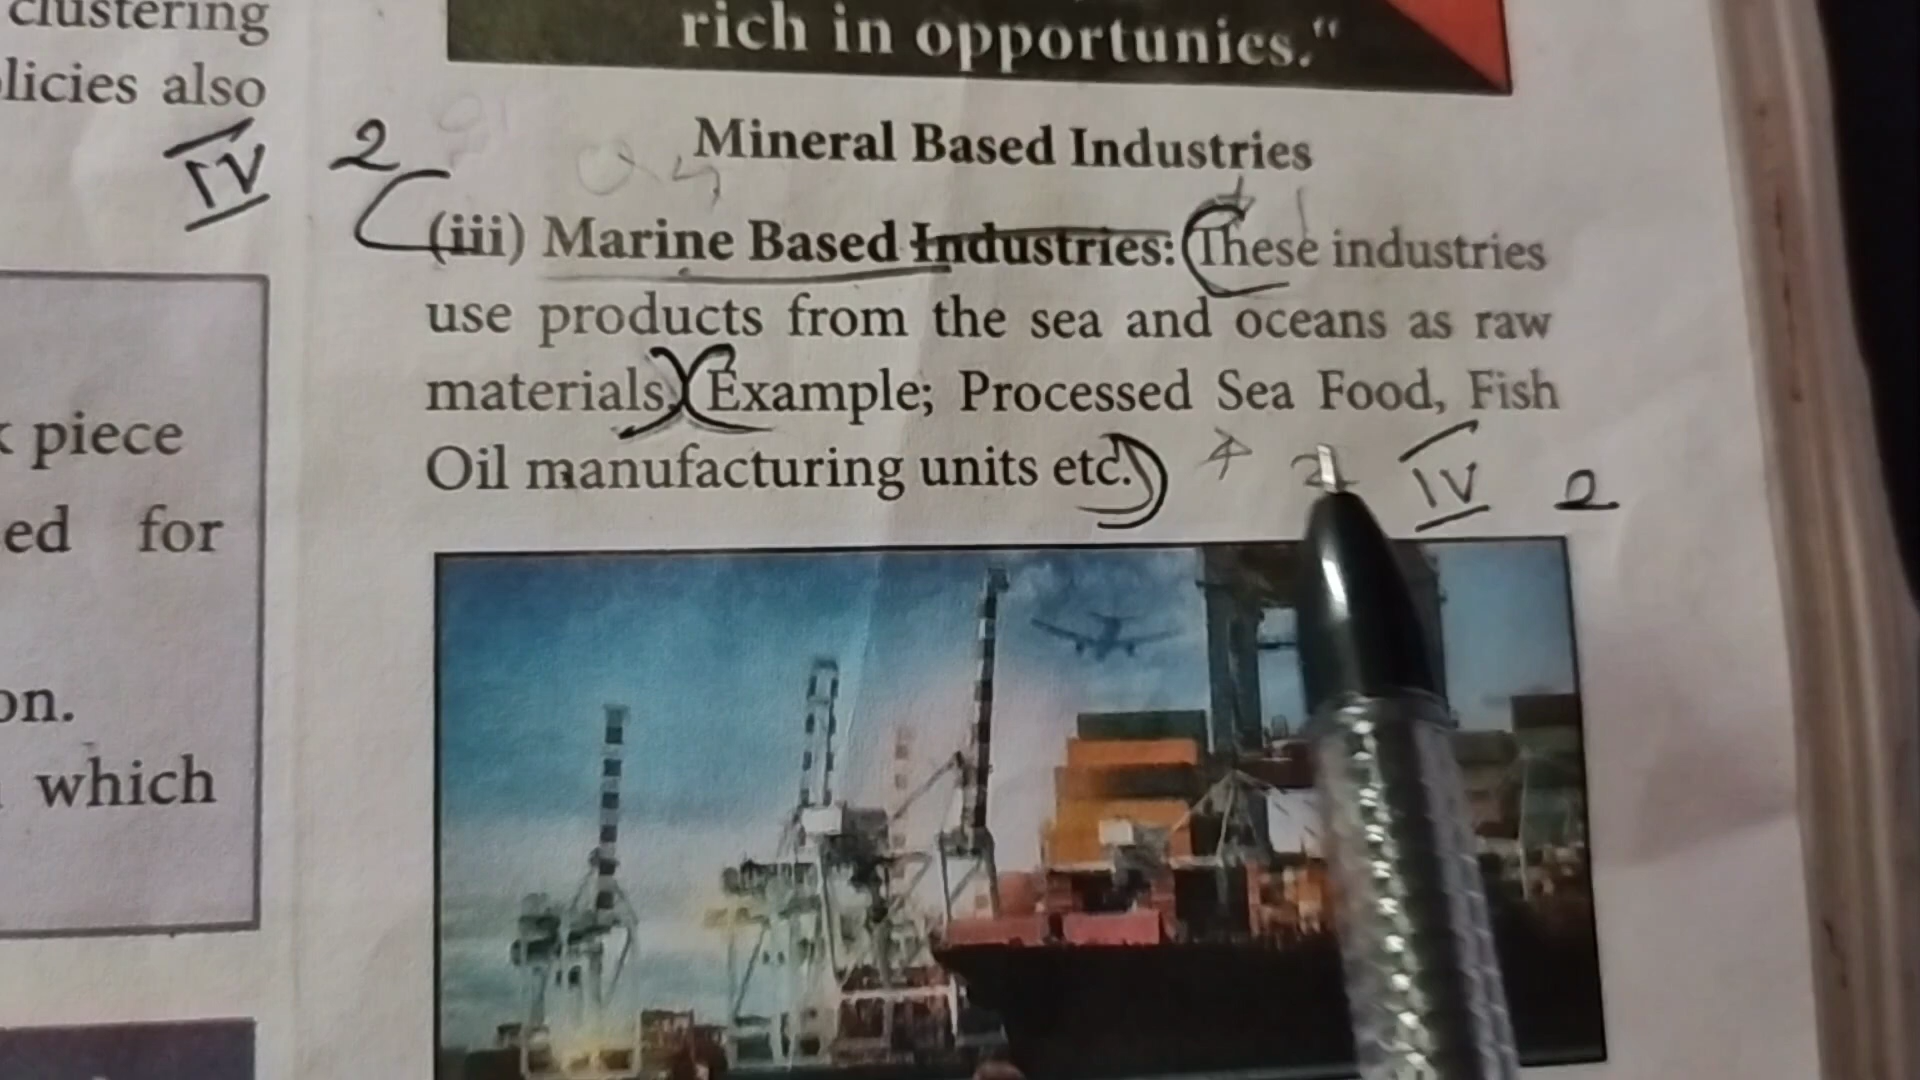 clustering
licies also
piece
ed for
on.
which
rich in opportunies."
Mineral Based Industries
IV 2
(iii) Marine Based Industries: These industries
use products from the sea and oceans as raw
materials. Example; Processed Sea Food, Fish
Oil manufacturing units etc. IV 2